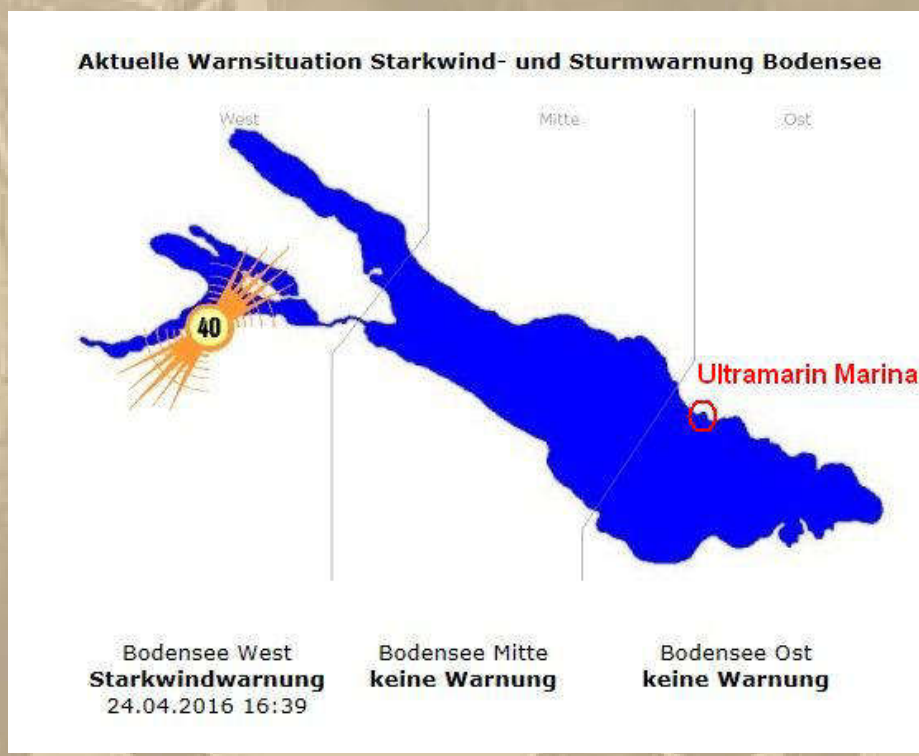 Aktuelle Warnsituation Starkwind- und Sturmwarnung Bodensee
West
Mitte
Ost
40
Ultramarin Marina
Bodensee West
Starkwindwarnung
24.04.2016 16:39
Bodensee Mitte
keine Warnung
Bodensee Ost
keine Warnung